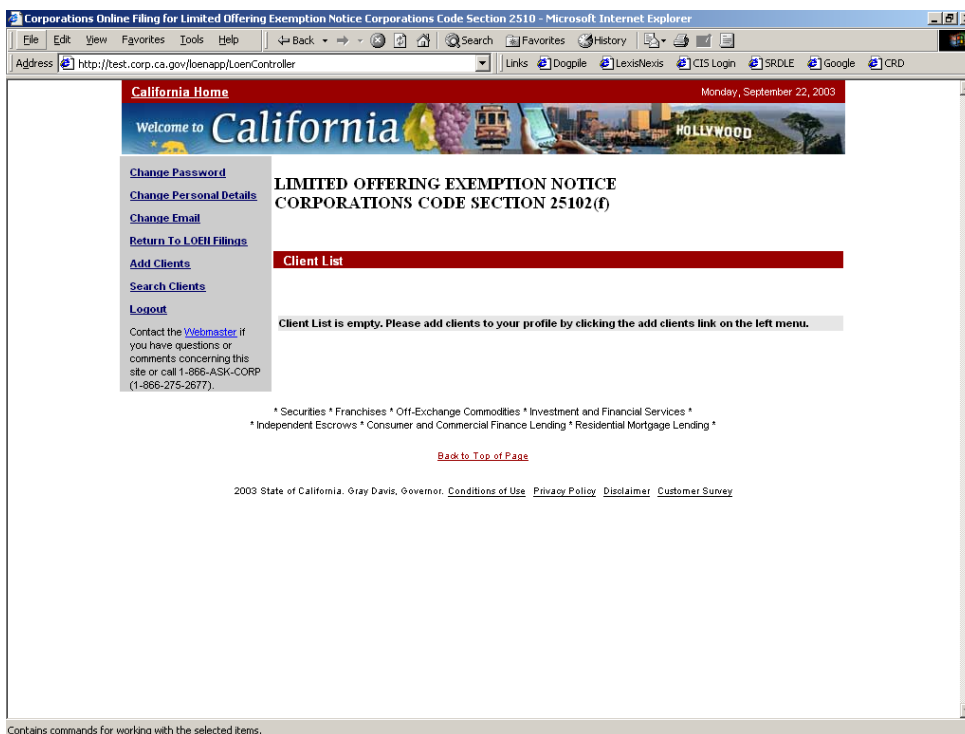 Corporations Online Filing for Limited Offering Exemption Notice Corporations Code Section 2510 - Microsoft Internet Explorer
File Edit View Favorites Tools Help Back Search Favorites History
Address http://test.corp.ca.gov/loenapp/LoenController Links Dogpile LexisNexis CIS Login SRDLE Google CRD
California Home Monday, September 22, 2003
Welcome to California HOLLYWOOD
Change Password
Change Personal Details
Change Email
Return To LOEN Filings
Add Clients
Search Clients
Logout
Contact the Webmaster if
you have questions or
comments concerning this
site or call 1-866-ASK-CORP
(1-866-275-2677).
LIMITED OFFERING EXEMPTION NOTICE
CORPORATIONS CODE SECTION 25102(f)
Client List
Client List is empty. Please add clients to your profile by clicking the add clients link on the left menu.
* Securities * Franchises * Off-Exchange Commodities * Investment and Financial Services *
* Independent Escrows * Consumer and Commercial Finance Lending * Residential Mortgage Lending *
Back to Top of Page
2003 State of California. Gray Davis, Governor. Conditions of Use Privacy Policy Disclaimer Customer Survey
Contains commands for working with the selected items.